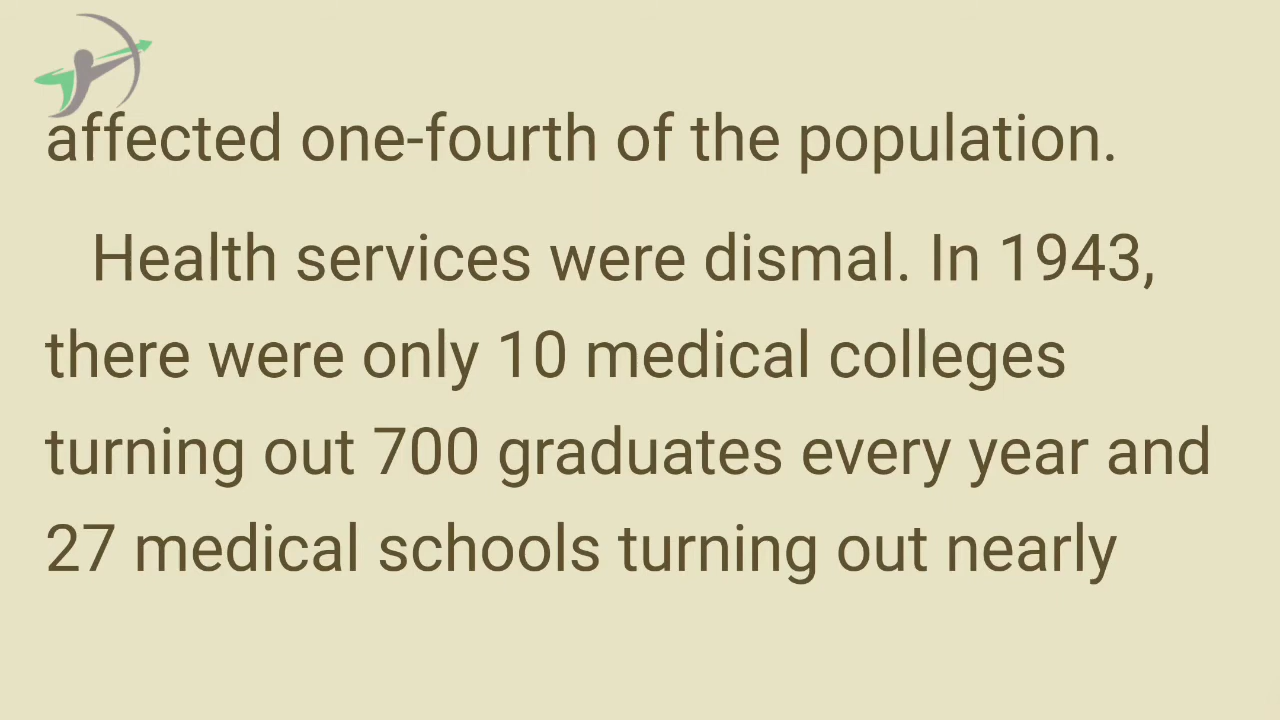 affected one-fourth of the population.
Health services were dismal. In 1943,
there were only 10 medical colleges
turning out 700 graduates every year and
27 medical schools turning out nearly